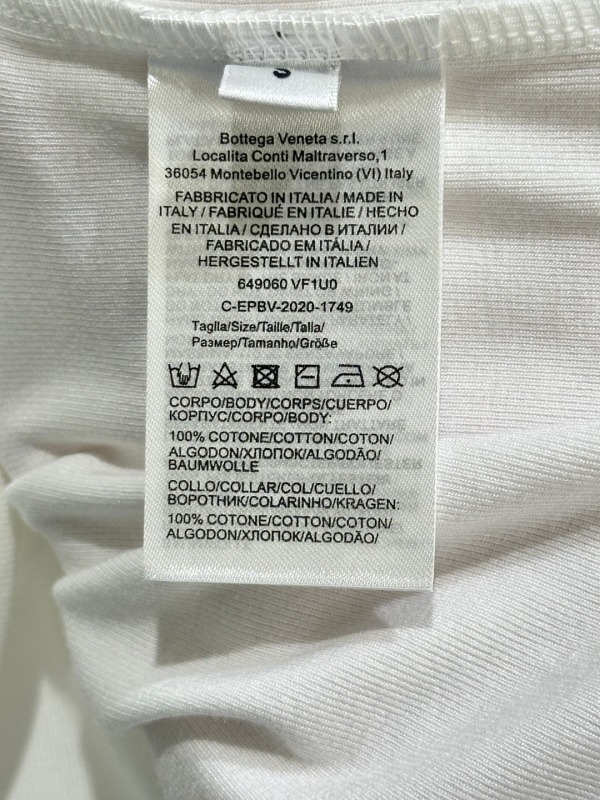 S
Bottega Veneta s.r.l.
Localita Conti Maltraverso,1
36054 Montebello Vicentino (VI) Italy
FABBRICATO IN ITALIA / MADE IN
ITALY / FABRIQUÉ EN ITALIE / HECHO
EN ITALIA / СДЕЛАНО В ИТАЛИИ /
FABRICADO EM ITÁLIA /
HERGESTELLT IN ITALIEN
649060 VF1U0
C-EPBV-2020-1749
Taglia/Size/Taille/Talla/
Размер/Tamanho/Größe
CORPO/BODY/CORPS/CUERPO/
КОРПУС/CORPO/BODY:
100% COTONE/COTTON/COTON/
ALGODON/ХЛОПОК/ALGODÃO/
BAUMWOLLE
COLLO/COLLAR/COL/CUELLO/
ВОРОТНИК/COLARINHO/KRAGEN:
100% COTONE/COTTON/COTON/
ALGODON/ХЛОПОК/ALGODÃO/